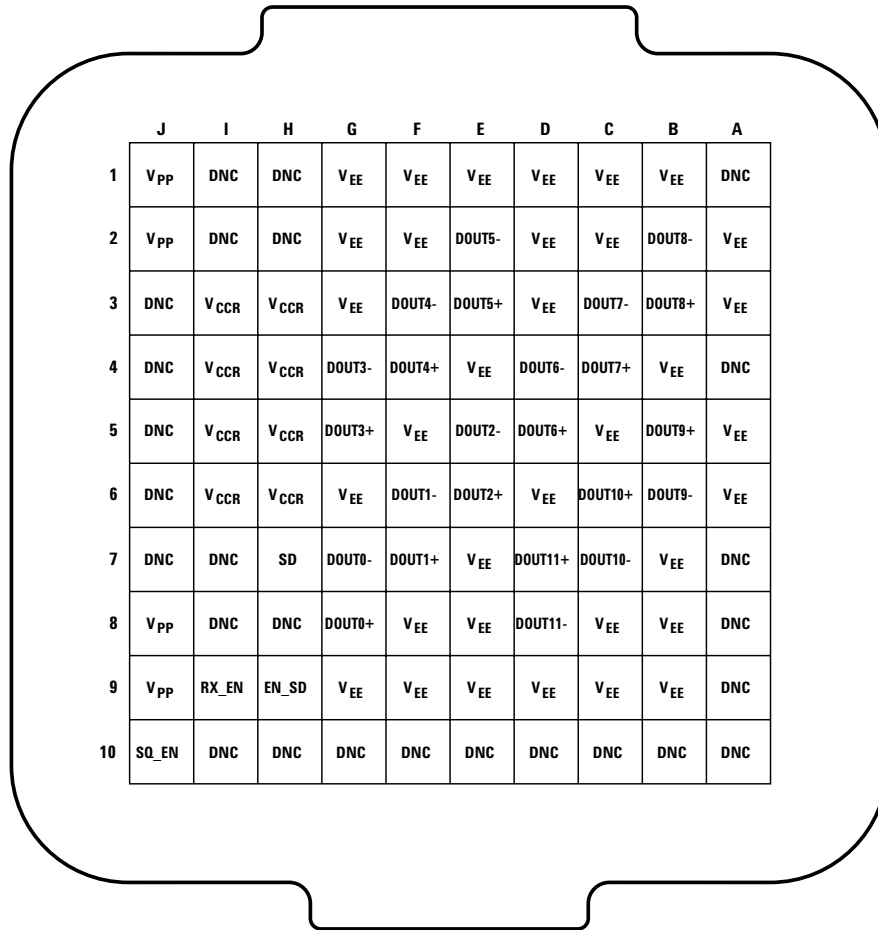 J I H G F E D C B A
1 VPP DNC DNC VEE VEE VEE VEE VEE VEE DNC
2 VPP DNC DNC VEE VEE DOUT5- VEE VEE DOUT8- VEE
3 DNC VCCR VCCR VEE DOUT4- DOUT5+ VEE DOUT7- DOUT8+ VEE
4 DNC VCCR VCCR DOUT3- DOUT4+ VEE DOUT6- DOUT7+ VEE DNC
5 DNC VCCR VCCR DOUT3+ VEE DOUT2- DOUT6+ VEE DOUT9+ VEE
6 DNC VCCR VCCR VEE DOUT1- DOUT2+ VEE DOUT10+ DOUT9- VEE
7 DNC DNC SD DOUT0- DOUT1+ VEE DOUT11+ DOUT10- VEE DNC
8 VPP DNC DNC DOUT0+ VEE VEE DOUT11- VEE VEE DNC
9 VPP RX_EN EN_SD VEE VEE VEE VEE VEE VEE DNC
10 SQ_EN DNC DNC DNC DNC DNC DNC DNC DNC DNC